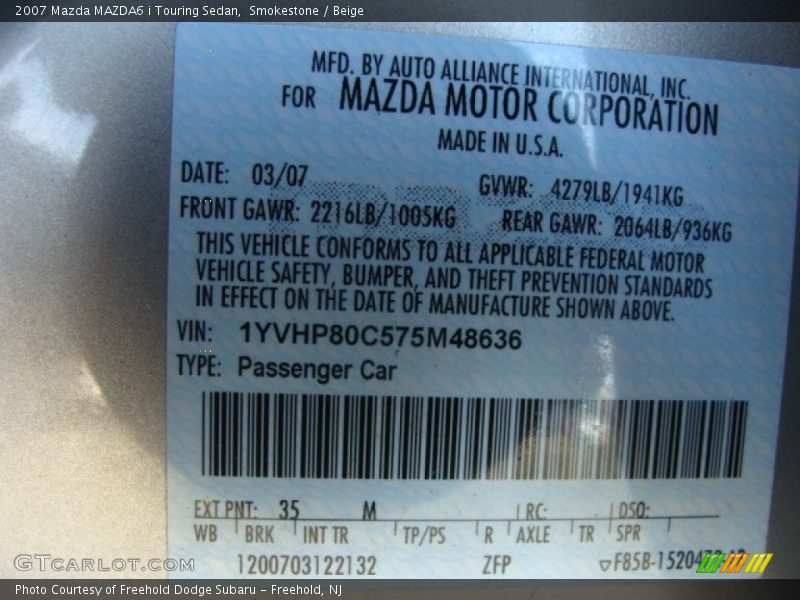 2007 Mazda MAZDA6 i Touring Sedan, Smokestone / Beige
MFD. BY AUTO ALLIANCE INTERNATIONAL, INC.
FOR MAZDA MOTOR CORPORATION
MADE IN U.S.A.
DATE: 03/07 GVWR: 4279LB/1941KG
FRONT GAWR: 2216LB/1005KG REAR GAWR: 2064LB/936KG
THIS VEHICLE CONFORMS TO ALL APPLICABLE FEDERAL MOTOR
VEHICLE SAFETY, BUMPER, AND THEFT PREVENTION STANDARDS
IN EFFECT ON THE DATE OF MANUFACTURE SHOWN ABOVE.
VIN: 1YVHP80C575M48636
TYPE: Passenger Car
EXT PNT: 35 M RC: DSO:
WB BRK INT TR TP/PS R AXLE TR SPR
1200703122132 ZFP
GTCarlot.com
Photo Courtesy of Freehold Dodge Subaru - Freehold, NJ